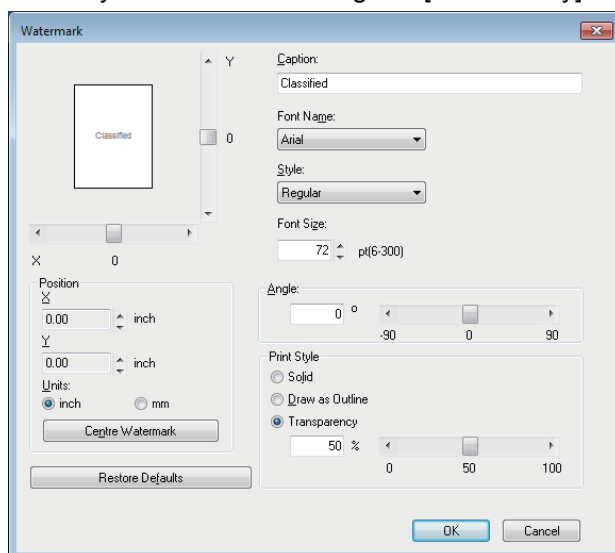 Watermark
Y
Classified
0
X 0
Position
X
0.00 inch
Y
0.00 inch
Units:
inch mm
Centre Watermark
Restore Defaults
Caption:
Classified
Font Name:
Arial
Style:
Regular
Font Size:
72 pt(6-300)
Angle:
0 °
-90 0 90
Print Style
Solid
Draw as Outline
Transparency
50 %
0 50 100
OK Cancel